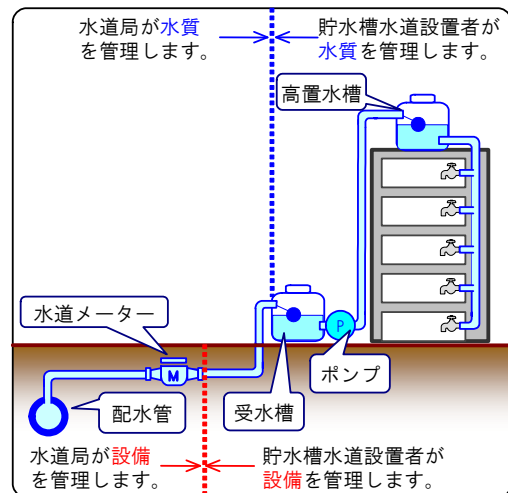 水道局が水質
を管理します。
貯水槽水道設置者が
水質を管理します。
高置水槽
水道メーター
P
ポンプ
M
配水管
受水槽
水道局が設備
を管理します。
貯水槽水道設置者が
設備を管理します。